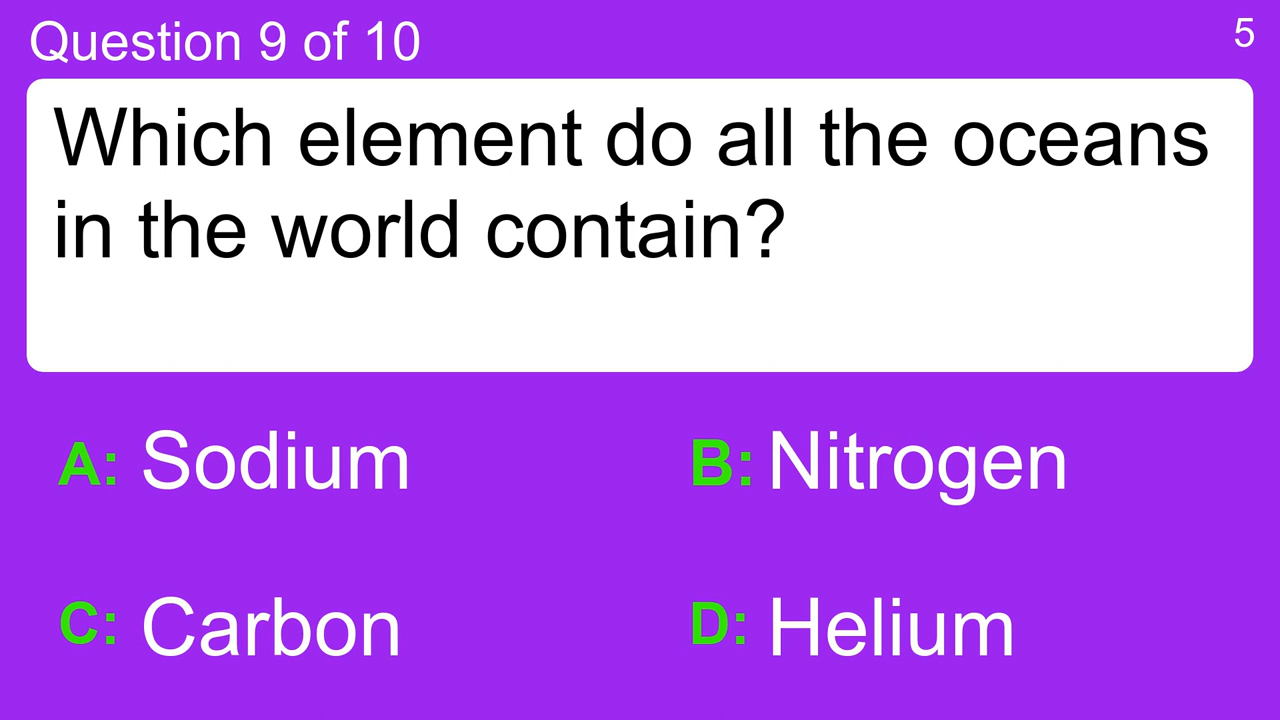 Question 9 of 10
5
Which element do all the oceans
in the world contain?
A: Sodium
B: Nitrogen
C: Carbon
D: Helium